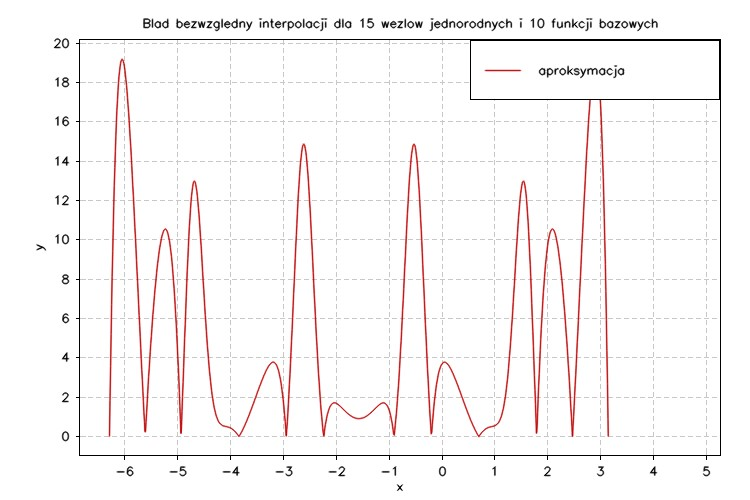 Blad bezwzgledny interpolacji dla 15 wezlow jednorodnych i 10 funkcji bazowych
aproksymacja
20
18
16
14
12
10
8
6
4
2
0
y
-6 -5 -4 -3 -2 -1 0 1 2 3 4 5
x